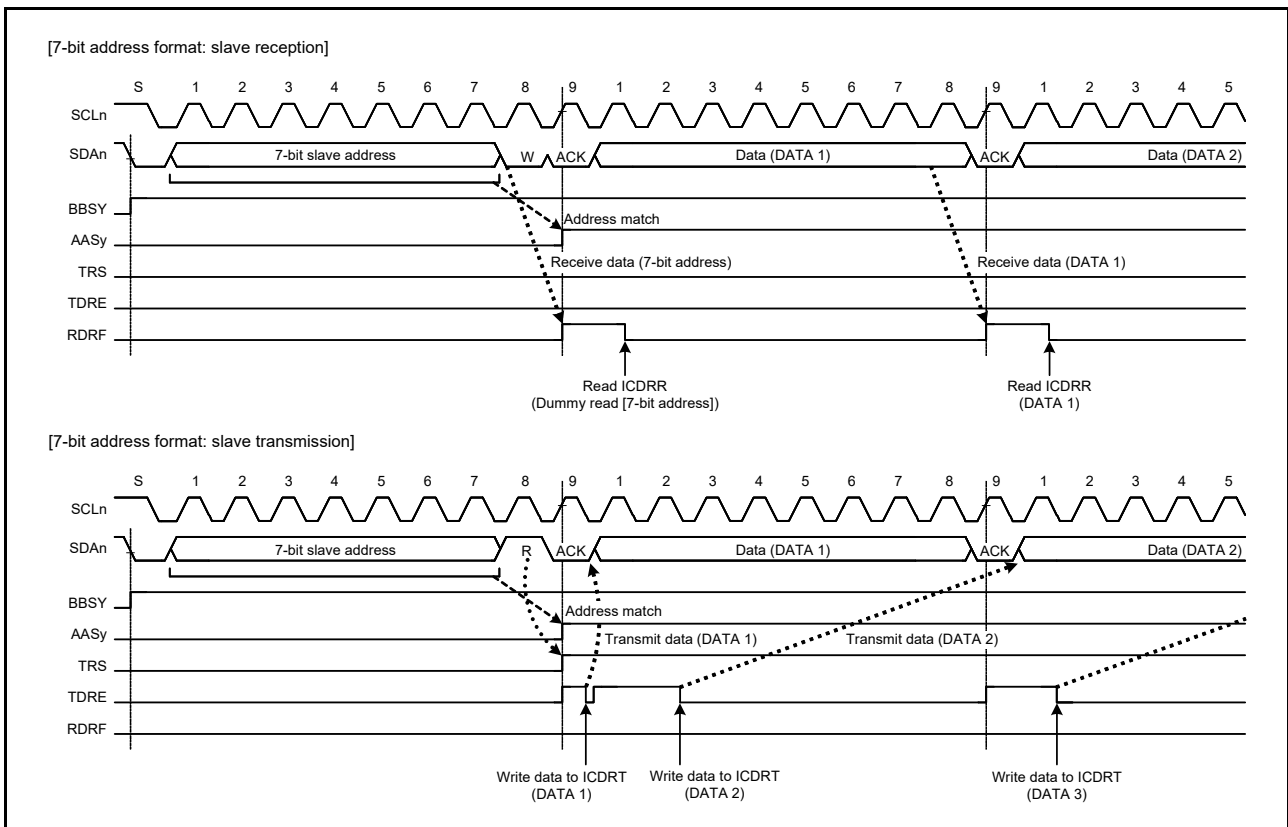 [7-bit address format: slave reception]
S 1 2 3 4 5 6 7 8 9 1 2 3 4 5 6 7 8 9 1 2 3 4 5
SCLn
SDAn 7-bit slave address W ACK Data (DATA 1) ACK Data (DATA 2)
BBSY
Address match
AASy
Receive data (7-bit address) Receive data (DATA 1)
TRS
TDRE
RDRF
Read ICDRR Read ICDRR
(Dummy read [7-bit address]) (DATA 1)
[7-bit address format: slave transmission]
S 1 2 3 4 5 6 7 8 9 1 2 3 4 5 6 7 8 9 1 2 3 4 5
SCLn
SDAn 7-bit slave address R ACK Data (DATA 1) ACK Data (DATA 2)
BBSY
Address match
AASy
Transmit data (DATA 1) Transmit data (DATA 2)
TRS
TDRE
RDRF
Write data to ICDRT Write data to ICDRT Write data to ICDRT
(DATA 1) (DATA 2) (DATA 3)